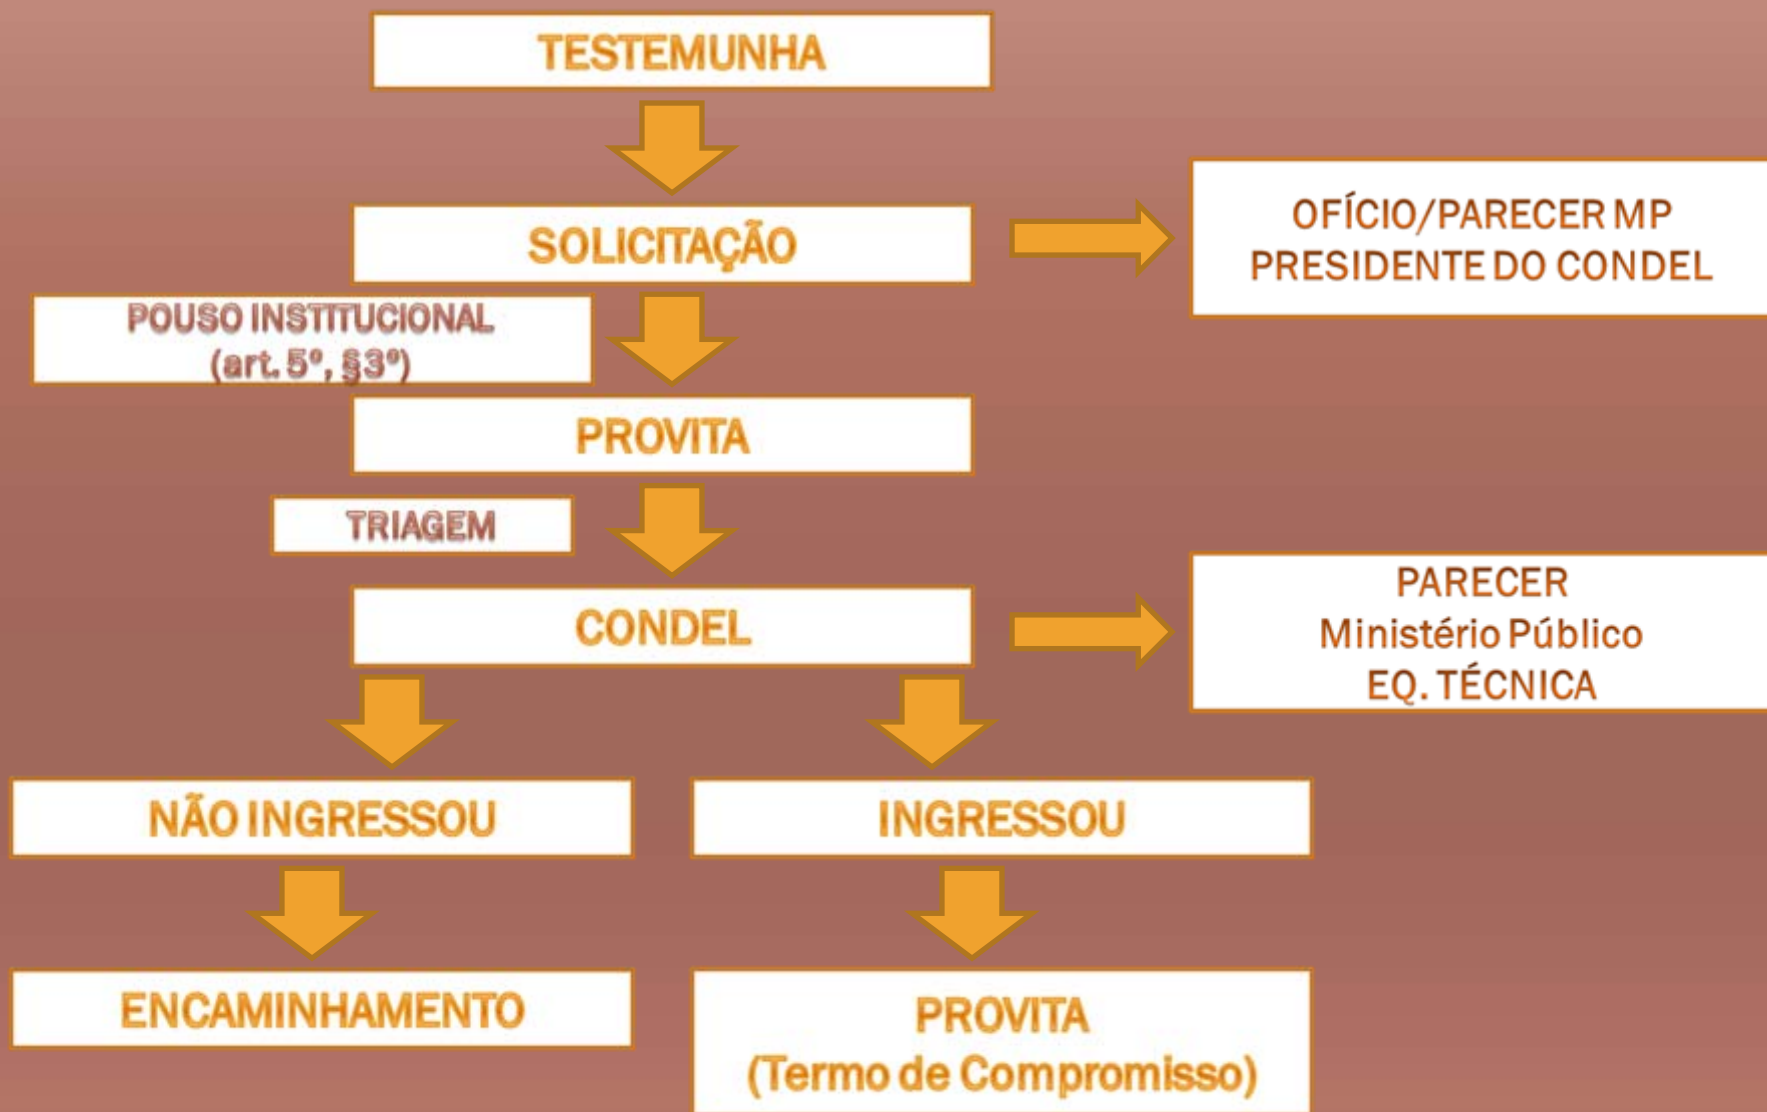 TESTEMUNHA
SOLICITAÇÃO
OFÍCIO/PARECER MP
PRESIDENTE DO CONDEL
POUSO INSTITUCIONAL
(art. 5º, §3º)
PROVITA
TRIAGEM
CONDEL
PARECER
Ministério Público
EQ. TÉCNICA
NÃO INGRESSOU
INGRESSOU
ENCAMINHAMENTO
PROVITA
(Termo de Compromisso)